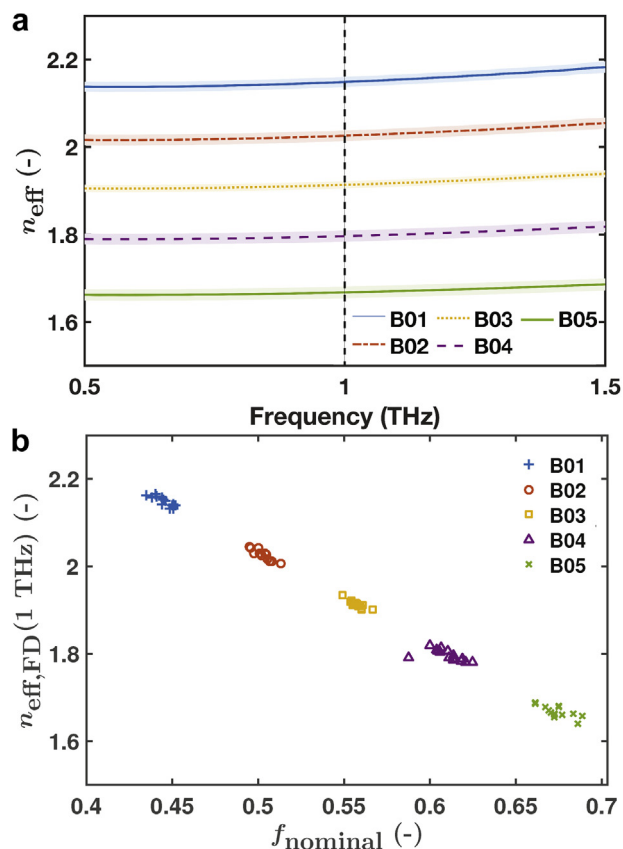 a
2.2
2
1.8
1.6
n_eff (-)
B01 B03 B05
B02 B04
0.5 1 1.5
Frequency (THz)
b
2.2
2
1.8
1.6
n_eff,FD(1 THz) (-)
B01
B02
B03
B04
B05
0.4 0.45 0.5 0.55 0.6 0.65 0.7
f_nominal (-)